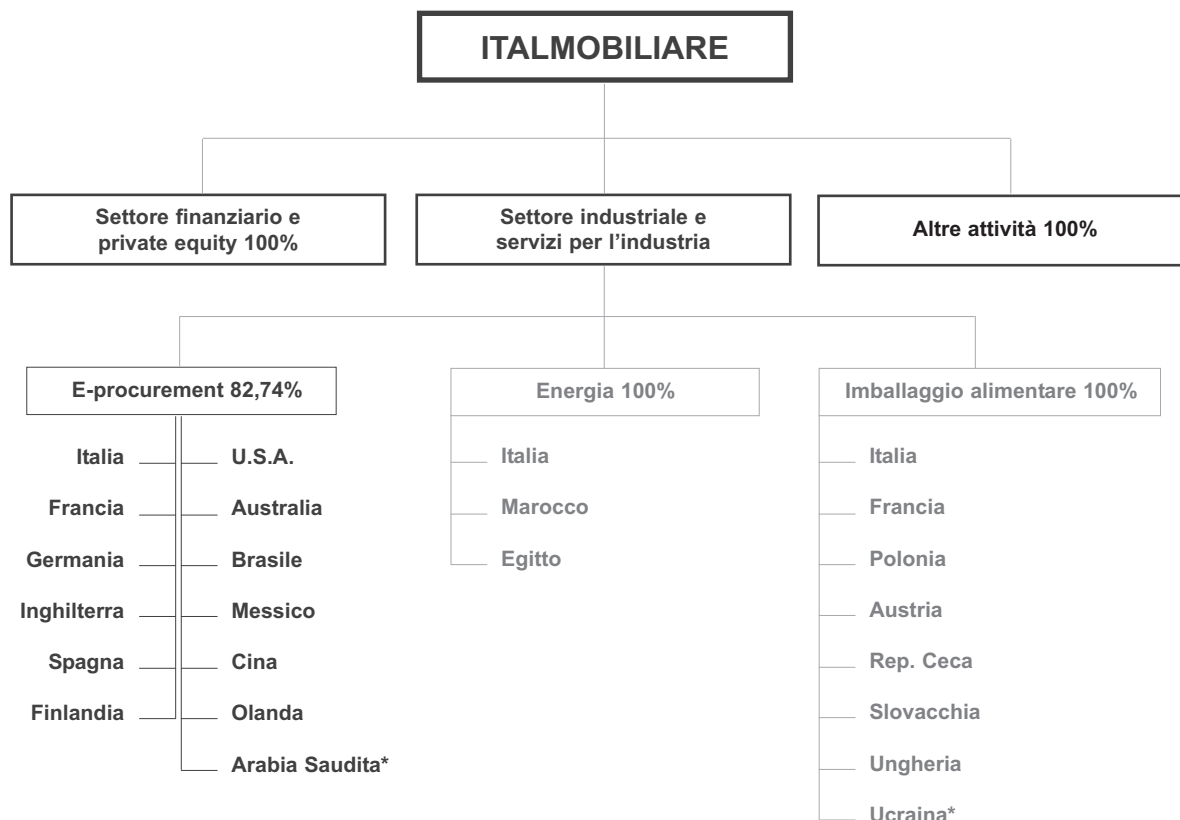 ITALMOBILIARE
Settore finanziario e
private equity 100%
Settore industriale e
servizi per l'industria
Altre attività 100%
E-procurement 82,74%
Italia
U.S.A.
Francia
Australia
Germania
Brasile
Inghilterra
Messico
Spagna
Cina
Finlandia
Olanda
Arabia Saudita*
Energia 100%
Italia
Marocco
Egitto
Imballaggio alimentare 100%
Italia
Francia
Polonia
Austria
Rep. Ceca
Slovacchia
Ungheria
Ucraina*